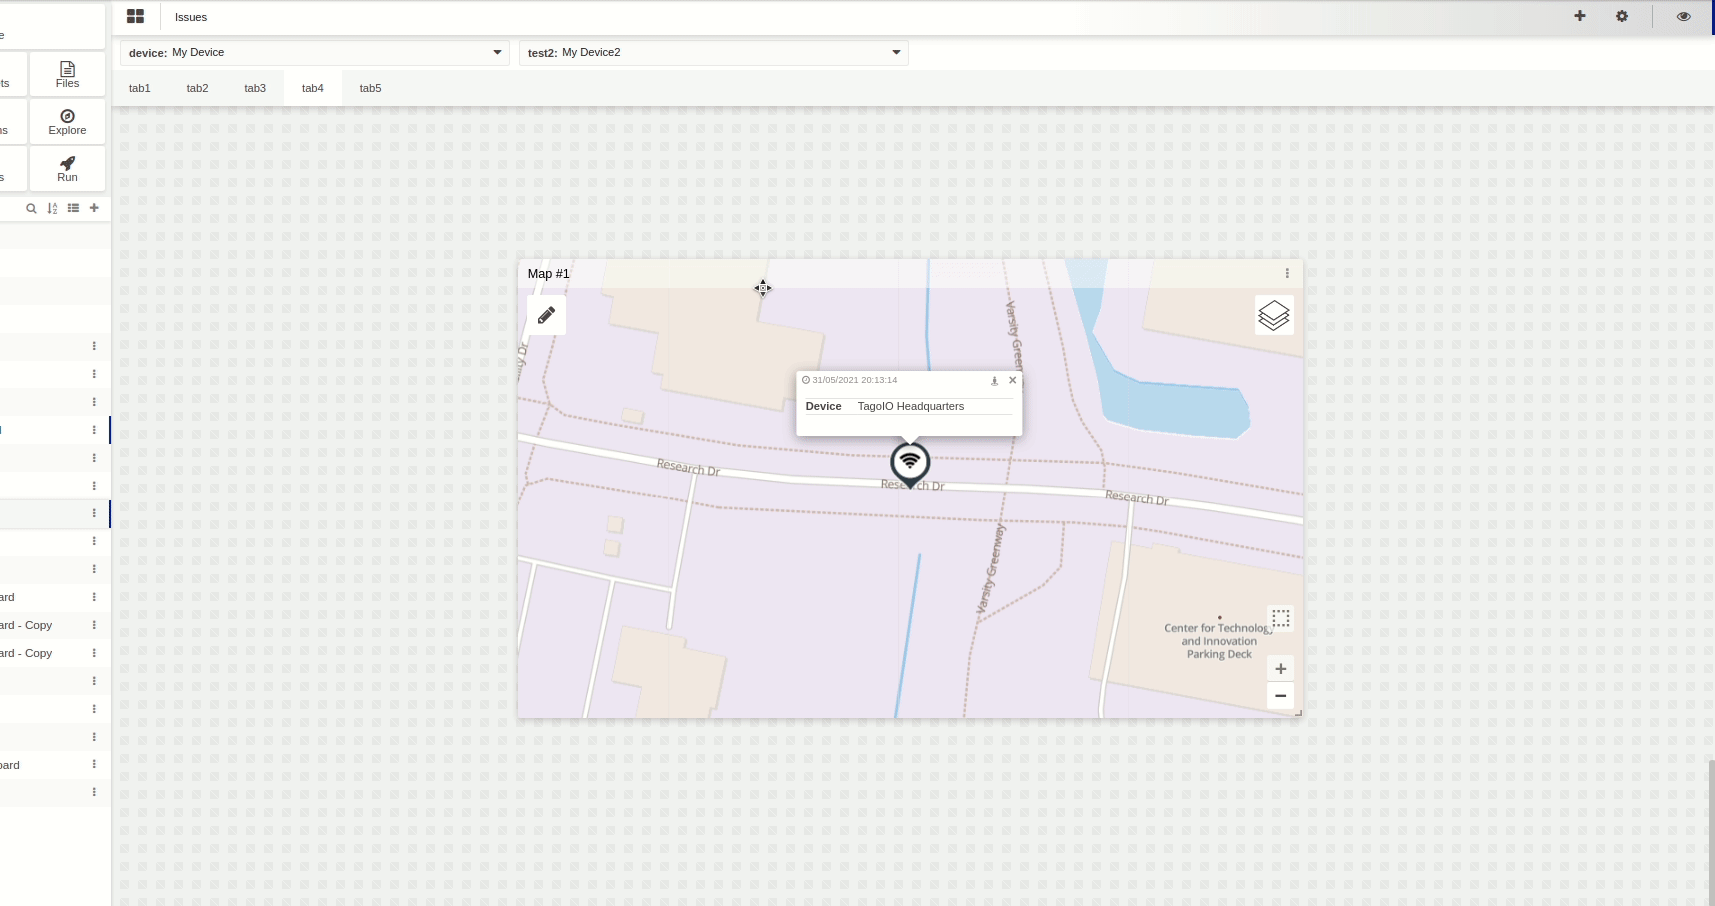 Issues
e
device: My Device
test2: My Device2
ts
Files
tab1
tab2
tab3
tab4
tab5
ns
Explore
s
Run
Map #1
Varsity Green
31/05/2021 20:13:14
Device TagoIO Headquarters
Research Dr
Research Dr
Research Dr
Varsity Greenway
ard
ard - Copy
ard - Copy
Center for Technology
and Innovation
Parking Deck
oard